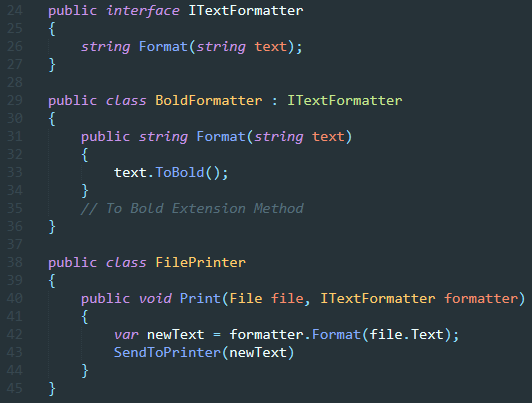 24 public interface ITextFormatter
25 {
26     string Format(string text);
27 }
28
29 public class BoldFormatter : ITextFormatter
30 {
31     public string Format(string text)
32     {
33         text.ToBold();
34     }
35     // To Bold Extension Method
36 }
37
38 public class FilePrinter
39 {
40     public void Print(File file, ITextFormatter formatter)
41     {
42         var newText = formatter.Format(file.Text);
43         SendToPrinter(newText)
44     }
45 }